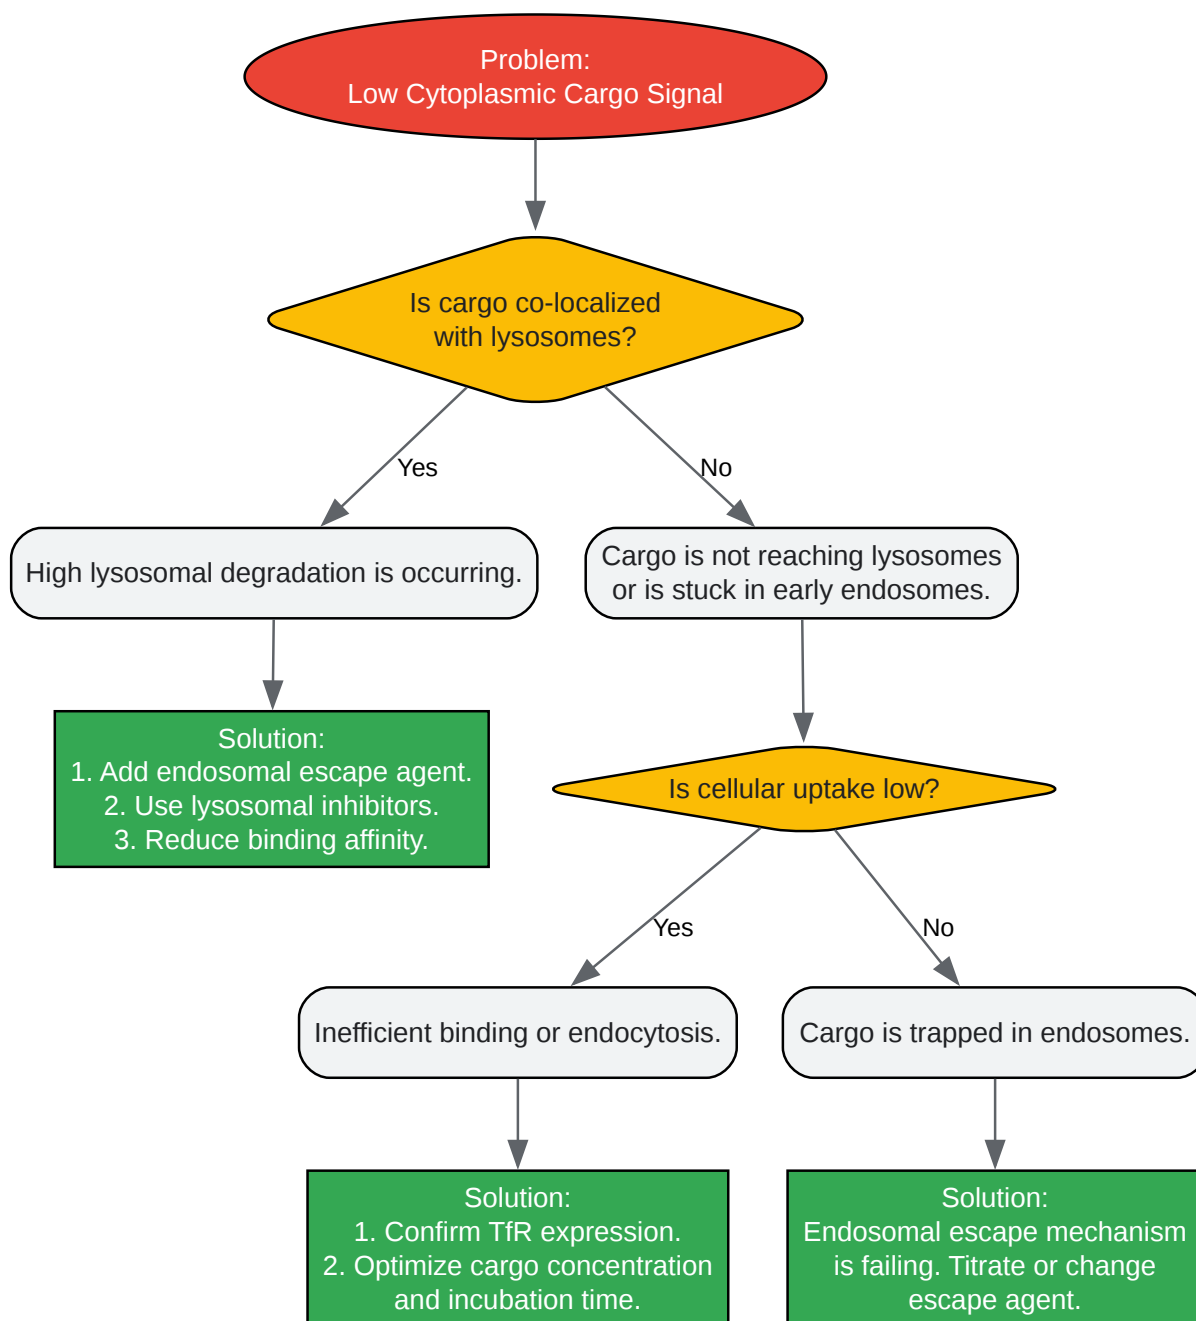 Problem:
Low Cytoplasmic Cargo Signal
Is cargo co-localized
with lysosomes?
Yes
No
High lysosomal degradation is occurring.
Cargo is not reaching lysosomes
or is stuck in early endosomes.
Solution:
1. Add endosomal escape agent.
2. Use lysosomal inhibitors.
3. Reduce binding affinity.
Is cellular uptake low?
Yes
No
Inefficient binding or endocytosis.
Cargo is trapped in endosomes.
Solution:
1. Confirm TfR expression.
2. Optimize cargo concentration
and incubation time.
Solution:
Endosomal escape mechanism
is failing. Titrate or change
escape agent.